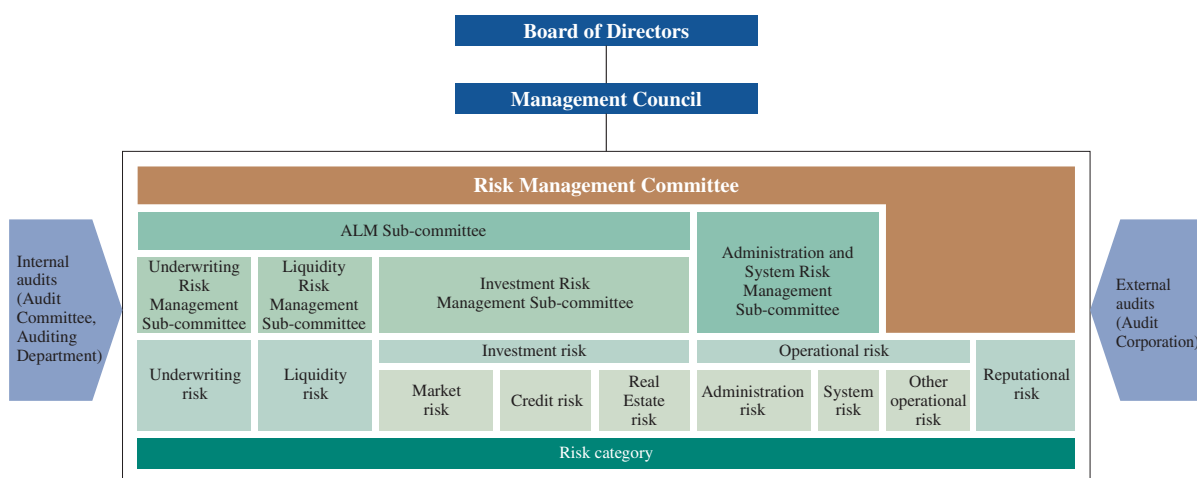 Board of Directors
Management Council
Risk Management Committee
ALM Sub-committee
Administration and
System Risk
Management
Sub-committee
Underwriting
Risk
Management
Sub-committee
Liquidity
Risk
Management
Sub-committee
Investment Risk
Management Sub-committee
Internal
audits
(Audit
Committee,
Auditing
Department)
External
audits
(Audit
Corporation)
Underwriting
risk
Liquidity
risk
Investment risk
Market
risk
Credit risk
Real
Estate
risk
Operational risk
Administration
risk
System
risk
Other
operational
risk
Reputational
risk
Risk category